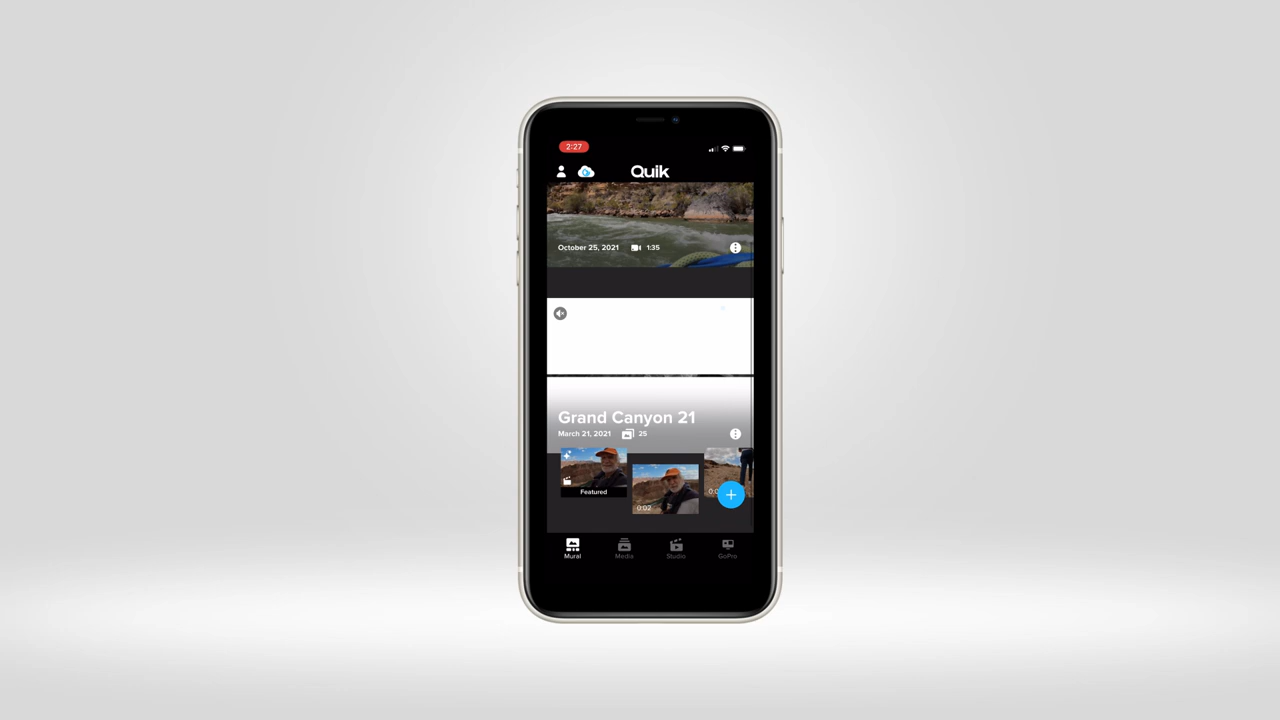 2:27
Quik
October 25, 2021 1:35
Grand Canyon 21
March 21, 2021 25
Featured
0:02
Mural Media Studio GoPro